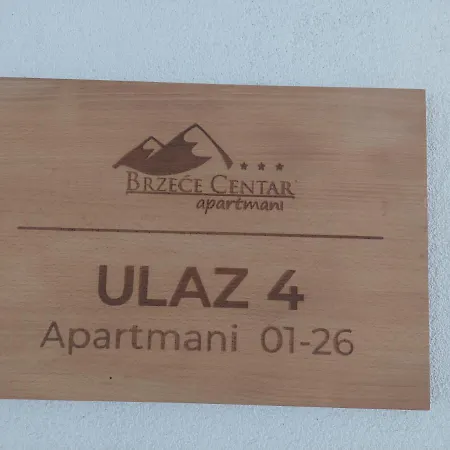 BRZEĆE CENTAR
apartmani
ULAZ 4
Apartmani 01-26